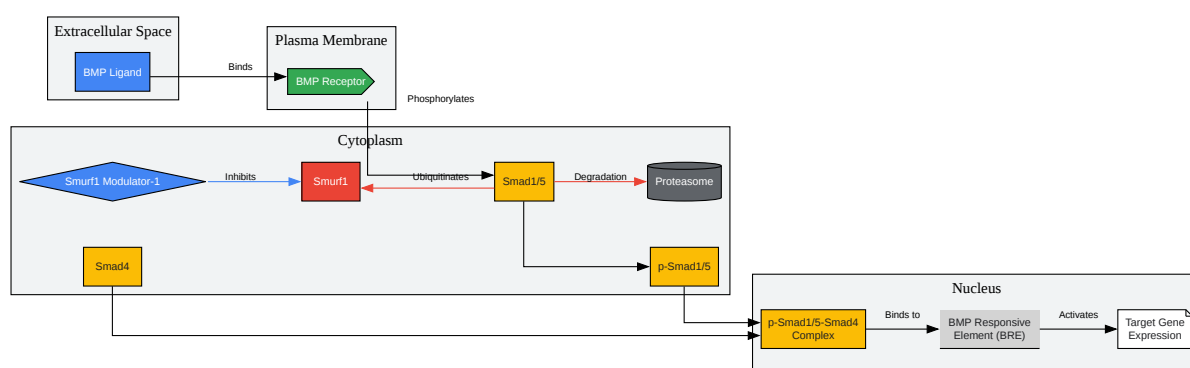 Extracellular Space
BMP Ligand
Binds
Plasma Membrane
BMP Receptor
Phosphorylates
Cytoplasm
Smurf1 Modulator-1
Inhibits
Smurf1
Ubiquitinates
Smad1/5
Degradation
Proteasome
Smad4
p-Smad1/5
Nucleus
p-Smad1/5-Smad4
Complex
Binds to
BMP Responsive
Element (BRE)
Activates
Target Gene
Expression